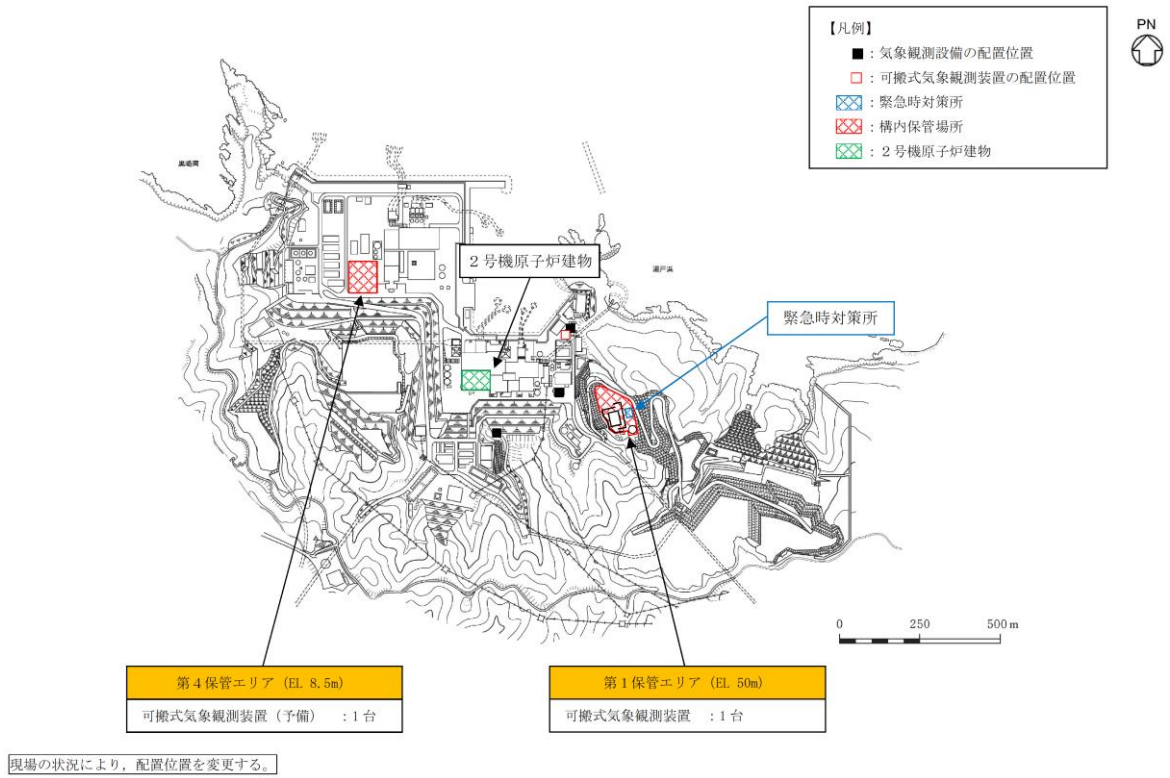 PN
【凡例】
■：気象観測設備の配置位置
□：可搬式気象観測装置の配置位置
：緊急時対策所
：構内保管場所
：２号機原子炉建物
２号機原子炉建物
瀬戸浜
緊急時対策所
0 250 500 m
第４保管エリア（EL 8.5m）
可搬式気象観測装置（予備） ：1 台
第１保管エリア（EL 50m）
可搬式気象観測装置 ：1 台
現場の状況により，配置位置を変更する。